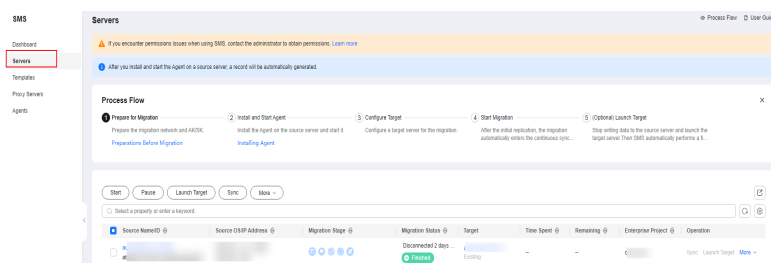 SMS
Servers
Process Flow
User Gui
Dashboard
Servers
Templates
Proxy Servers
Agents
If you encounter permissions issues when using SMS, contact the administrator to obtain permissions. Learn more
After you install and start the Agent on a source server, a record will be automatically generated.
Process Flow
1 Prepare for Migration
Prepare the migration network and AK/SK.
Preparations Before Migration
2 Install and Start Agent
Install the Agent on the source server and start it.
Installing Agent
3 Configure Target
Configure a target server for the migration.
4 Start Migration
After the initial replication, the migration
automatically enters the continuous sync...
5 (Optional) Launch Target
Stop writing data to the source server and launch the
target server.Then SMS automatically performs a fi...
Start
Pause
Launch Target
Sync
More
Select a property or enter a keyword.
Source Name/ID
Source OS/IP Address
Migration Stage
Migration Status
Target
Time Spent
Remaining
Enterprise Project
Operation
Disconnected 2 days ...
Finished
Existing
--
--
Sync Launch Target More